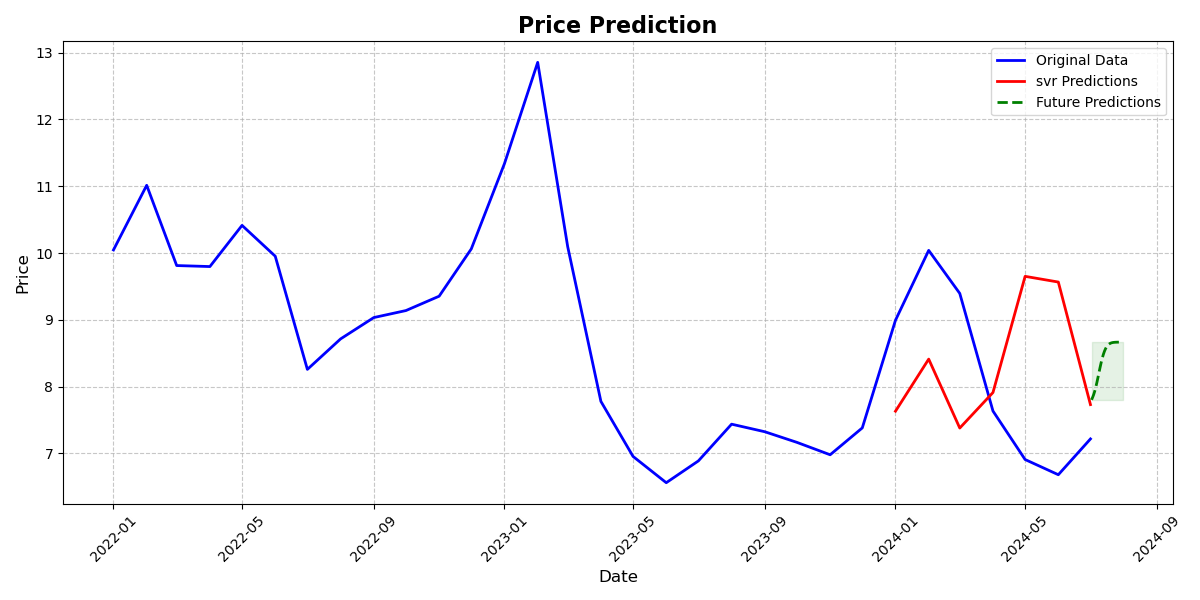 Price Prediction
Original Data
svr Predictions
Future Predictions
Price
13
12
11
10
9
8
7
2022-01
2022-05
2022-09
2023-01
2023-05
2023-09
2024-01
2024-05
2024-09
Date